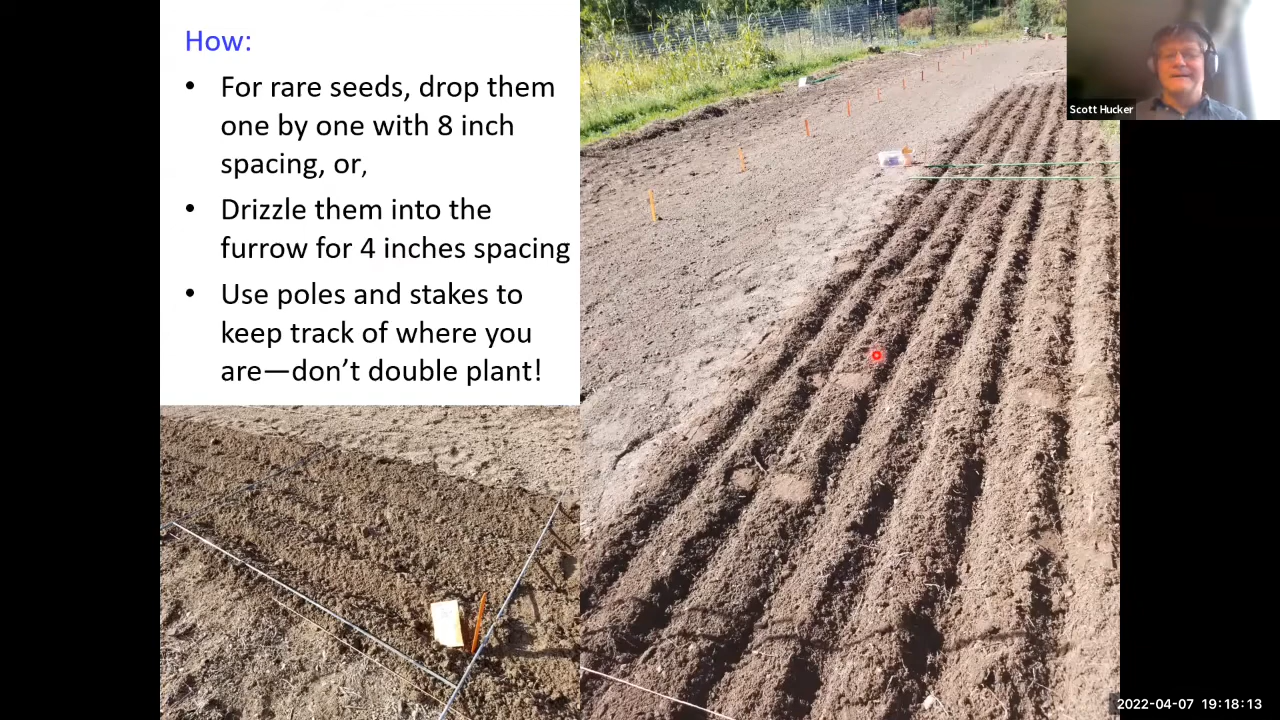 How:
• For rare seeds, drop them
one by one with 8 inch
spacing, or,
• Drizzle them into the
furrow for 4 inches spacing
• Use poles and stakes to
keep track of where you
are—don’t double plant!
Scott Hucker
2022-04-07 19:18:13